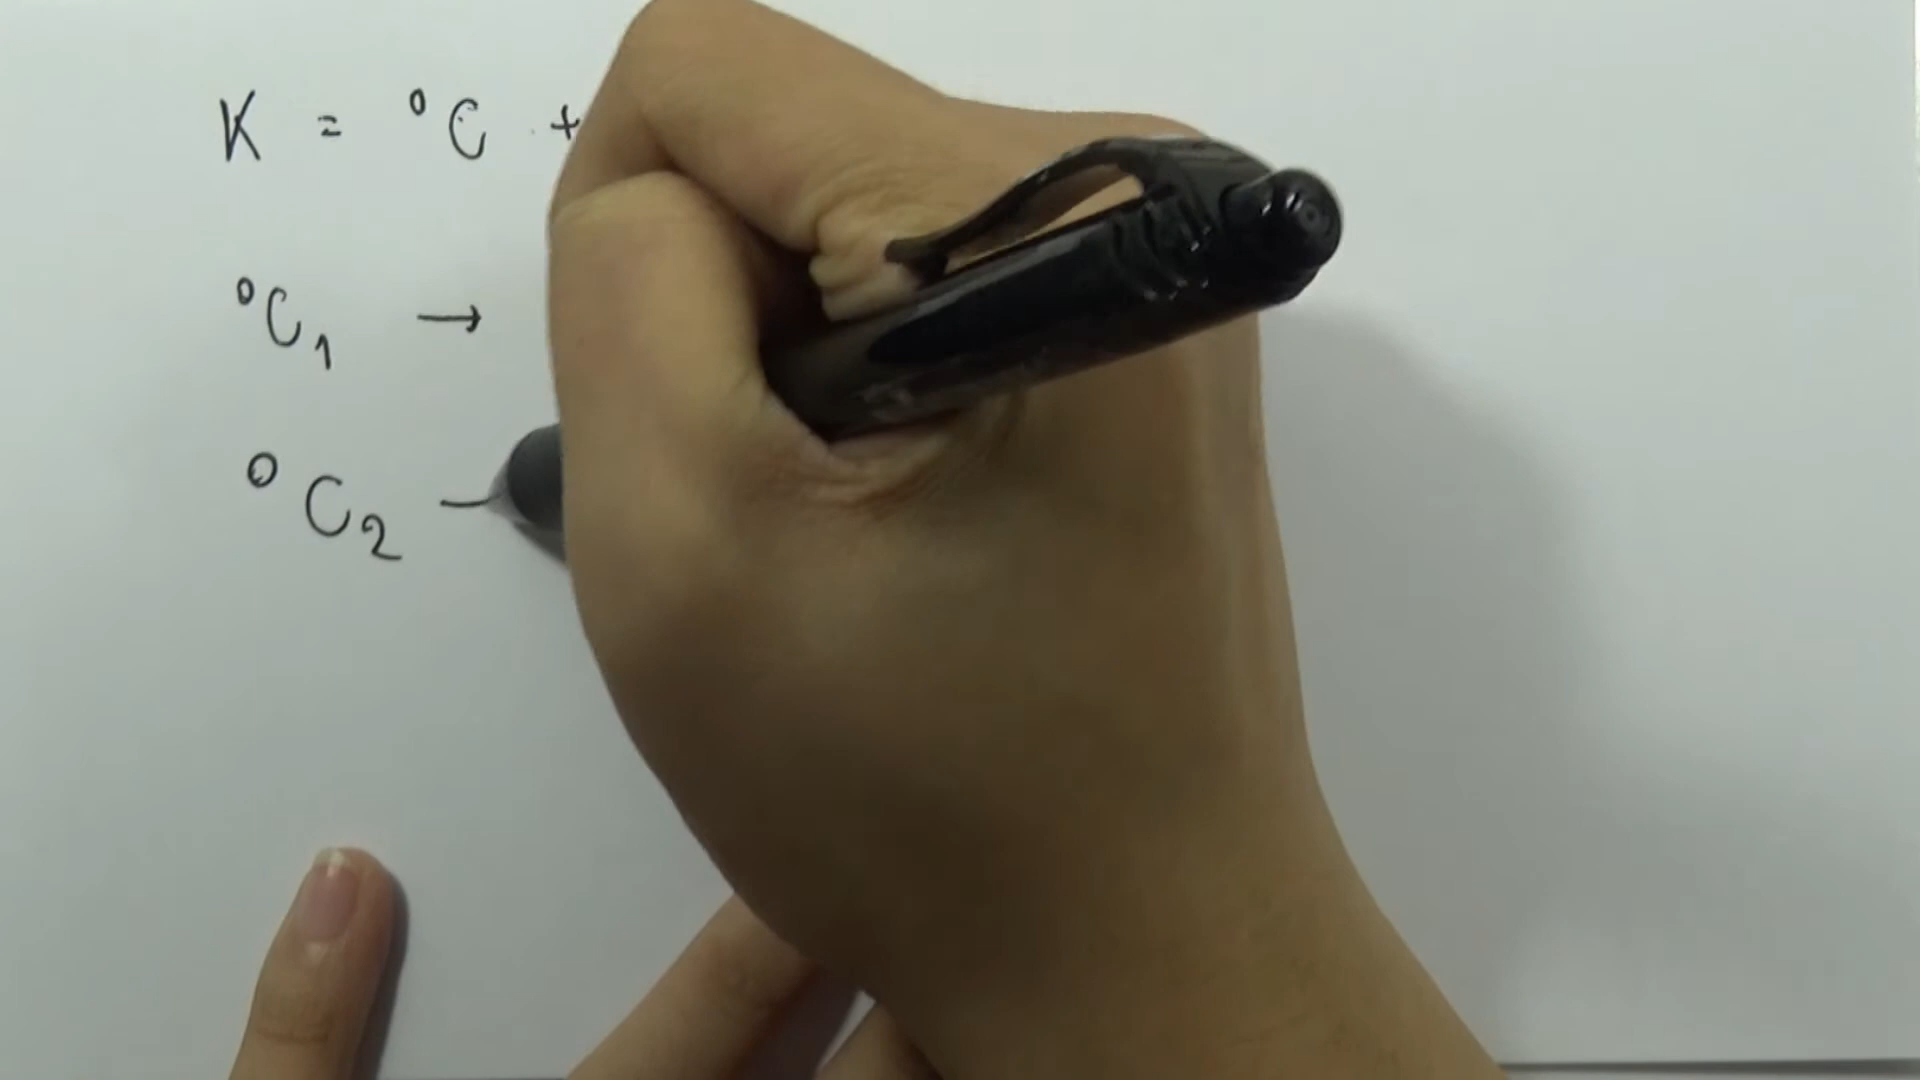 K = °C +
°C₁ →
°C₂ –